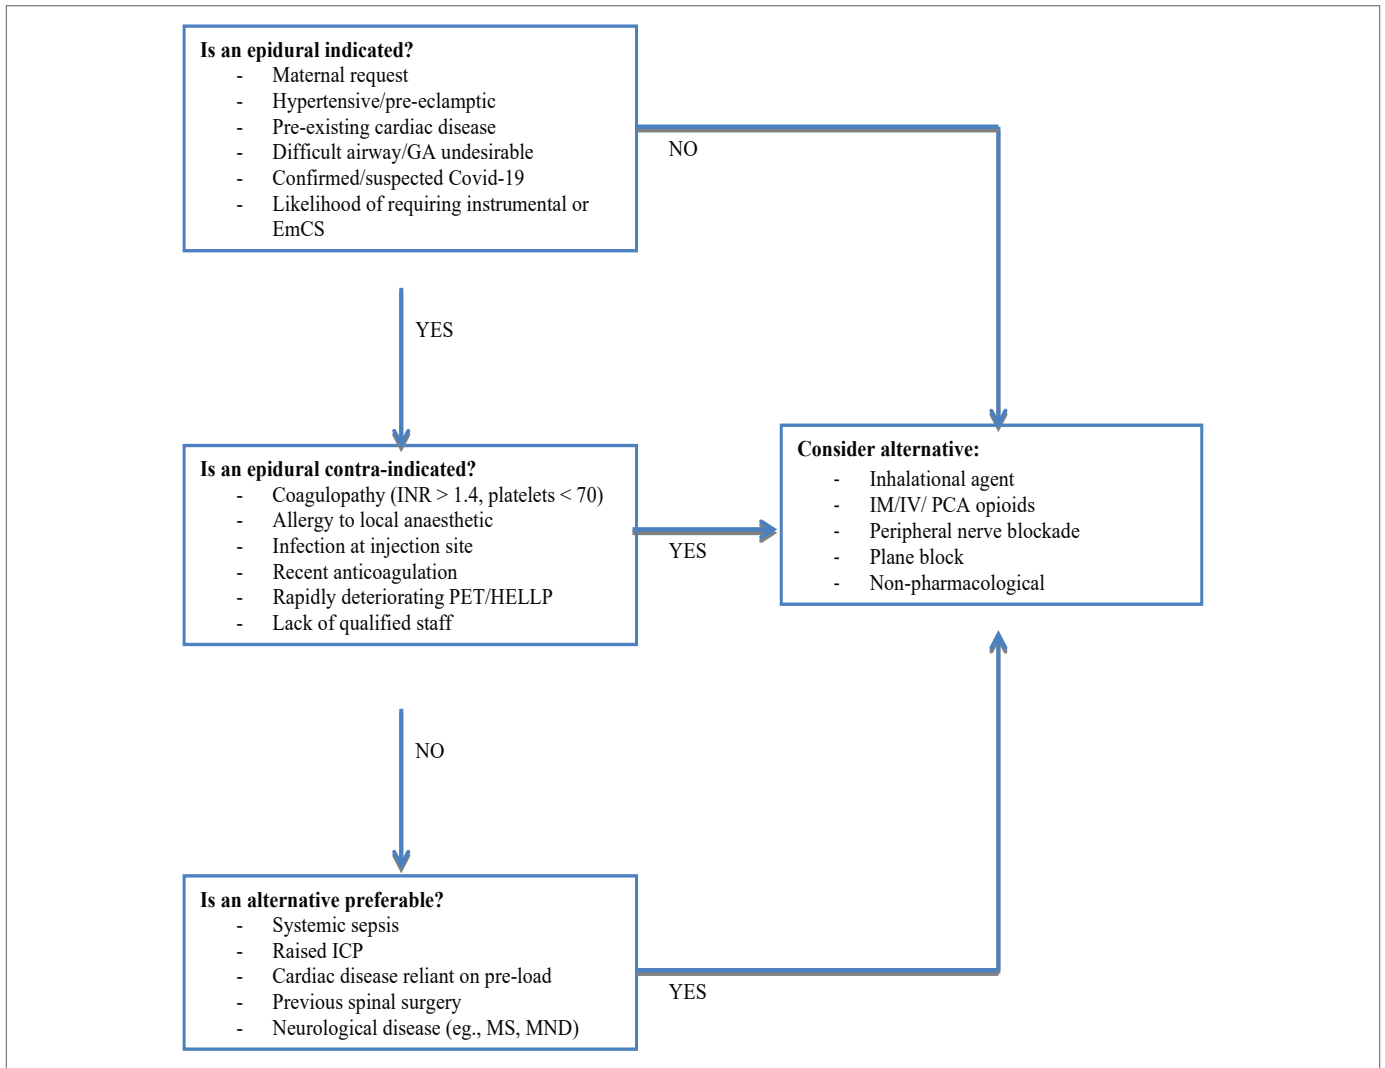 Is an epidural indicated?
- Maternal request
- Hypertensive/pre-eclamptic
- Pre-existing cardiac disease
- Difficult airway/GA undesirable
- Confirmed/suspected Covid-19
- Likelihood of requiring instrumental or
EmCS
NO
YES
Is an epidural contra-indicated?
- Coagulopathy (INR > 1.4, platelets < 70)
- Allergy to local anaesthetic
- Infection at injection site
- Recent anticoagulation
- Rapidly deteriorating PET/HELLP
- Lack of qualified staff
YES
Consider alternative:
- Inhalational agent
- IM/IV/ PCA opioids
- Peripheral nerve blockade
- Plane block
- Non-pharmacological
NO
Is an alternative preferable?
- Systemic sepsis
- Raised ICP
- Cardiac disease reliant on pre-load
- Previous spinal surgery
- Neurological disease (eg., MS, MND)
YES